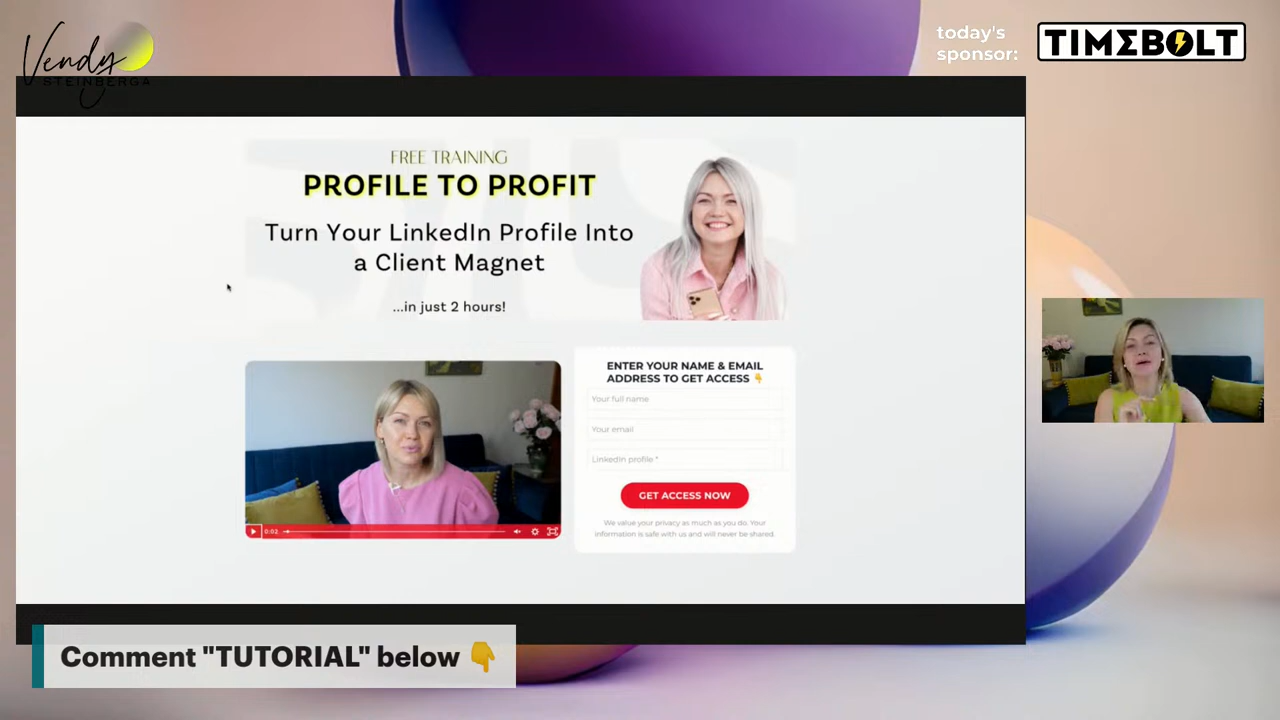 Vendy
STEINBERGA
today's
sponsor:
TIMEBOLT
FREE TRAINING
PROFILE TO PROFIT
Turn Your LinkedIn Profile Into
a Client Magnet
...in just 2 hours!
0:02
ENTER YOUR NAME & EMAIL
ADDRESS TO GET ACCESS 👇
Your full name
Your email
LinkedIn profile *
GET ACCESS NOW
We value your privacy as much as you do. Your
information is safe with us and will never be shared.
Comment "TUTORIAL" below 👇